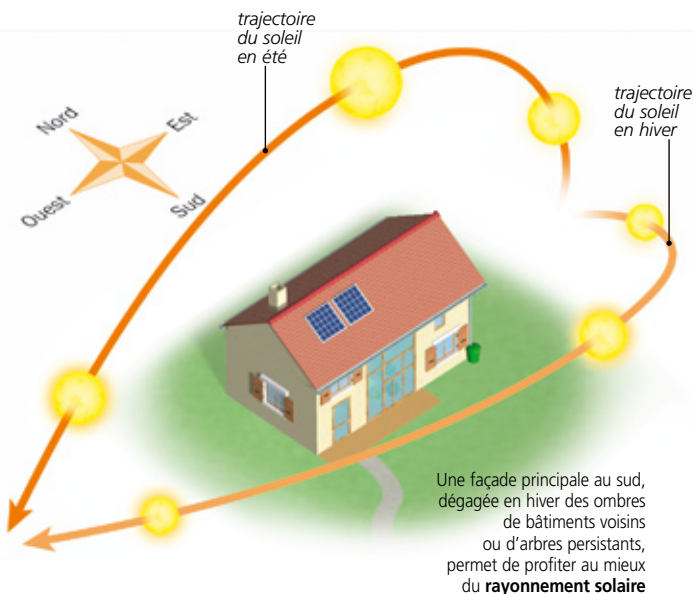 trajectoire
du soleil
en été
trajectoire
du soleil
en hiver
Nord
Est
Ouest
Sud
Une façade principale au sud,
dégagée en hiver des ombres
de bâtiments voisins
ou d'arbres persistants,
permet de profiter au mieux
du rayonnement solaire